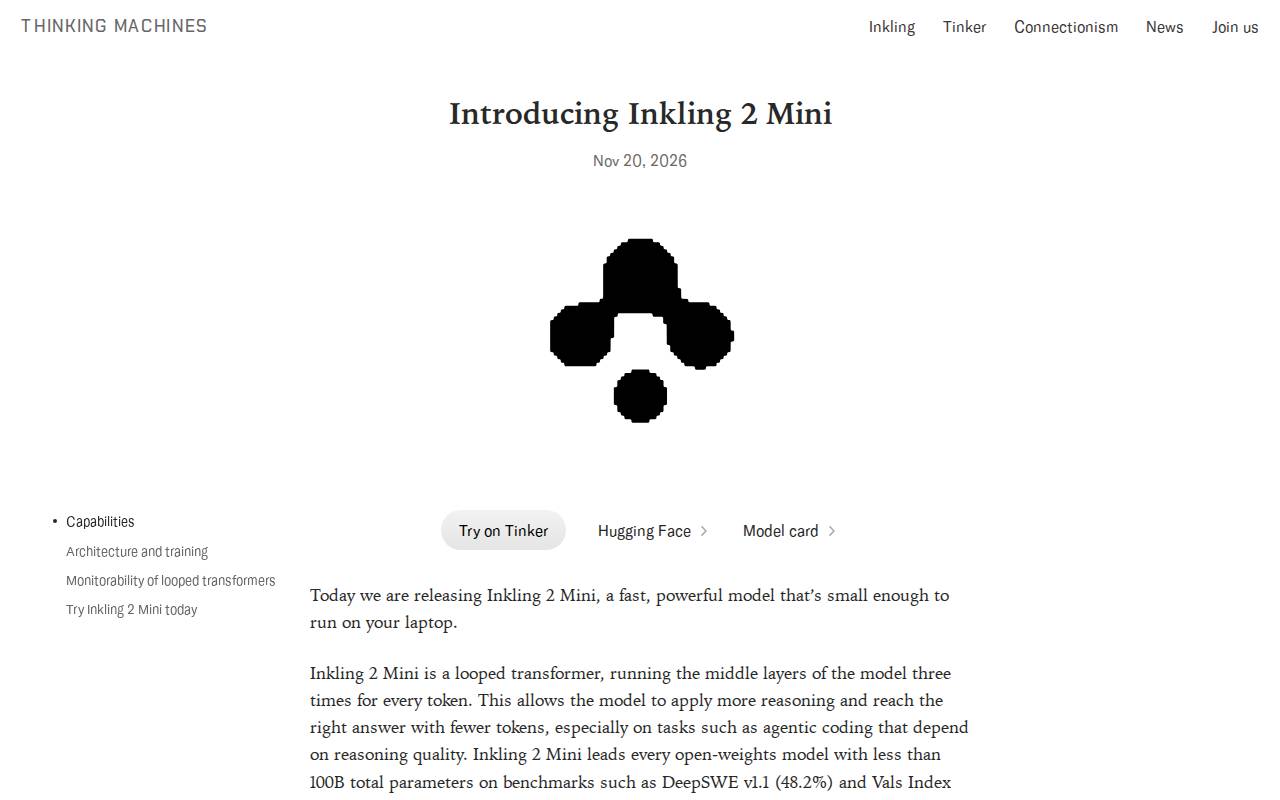 THINKING MACHINES
Inkling Tinker Connectionism News Join us
Introducing Inkling 2 Mini
Nov 20, 2026
Capabilities
Architecture and training
Monitorability of looped transformers
Try Inkling 2 Mini today
Try on Tinker Hugging Face Model card
Today we are releasing Inkling 2 Mini, a fast, powerful model that’s small enough to
run on your laptop.
Inkling 2 Mini is a looped transformer, running the middle layers of the model three
times for every token. This allows the model to apply more reasoning and reach the
right answer with fewer tokens, especially on tasks such as agentic coding that depend
on reasoning quality. Inkling 2 Mini leads every open-weights model with less than
100B total parameters on benchmarks such as DeepSWE v1.1 (48.2%) and Vals Index